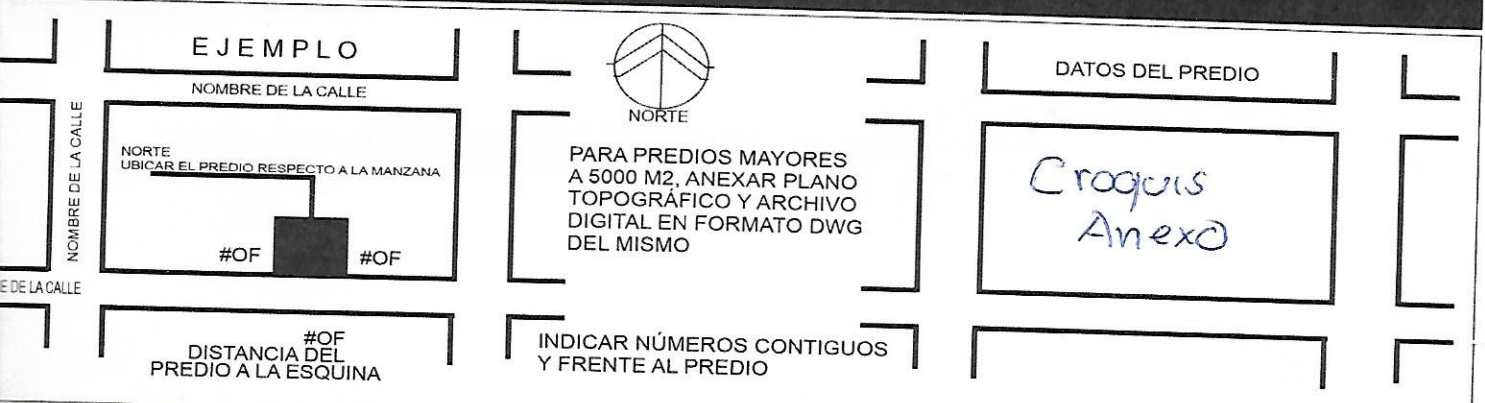 EJEMPLO
NOMBRE DE LA CALLE
NOMBRE DE LA CALLE
NORTE
UBICAR EL PREDIO RESPECTO A LA MANZANA
#OF
#OF
E DE LA CALLE
#OF
DISTANCIA DEL
PREDIO A LA ESQUINA
NORTE
PARA PREDIOS MAYORES
A 5000 M2, ANEXAR PLANO
TOPOGRÁFICO Y ARCHIVO
DIGITAL EN FORMATO DWG
DEL MISMO
INDICAR NÚMEROS CONTIGUOS
Y FRENTE AL PREDIO
DATOS DEL PREDIO
Croquis
Anexo